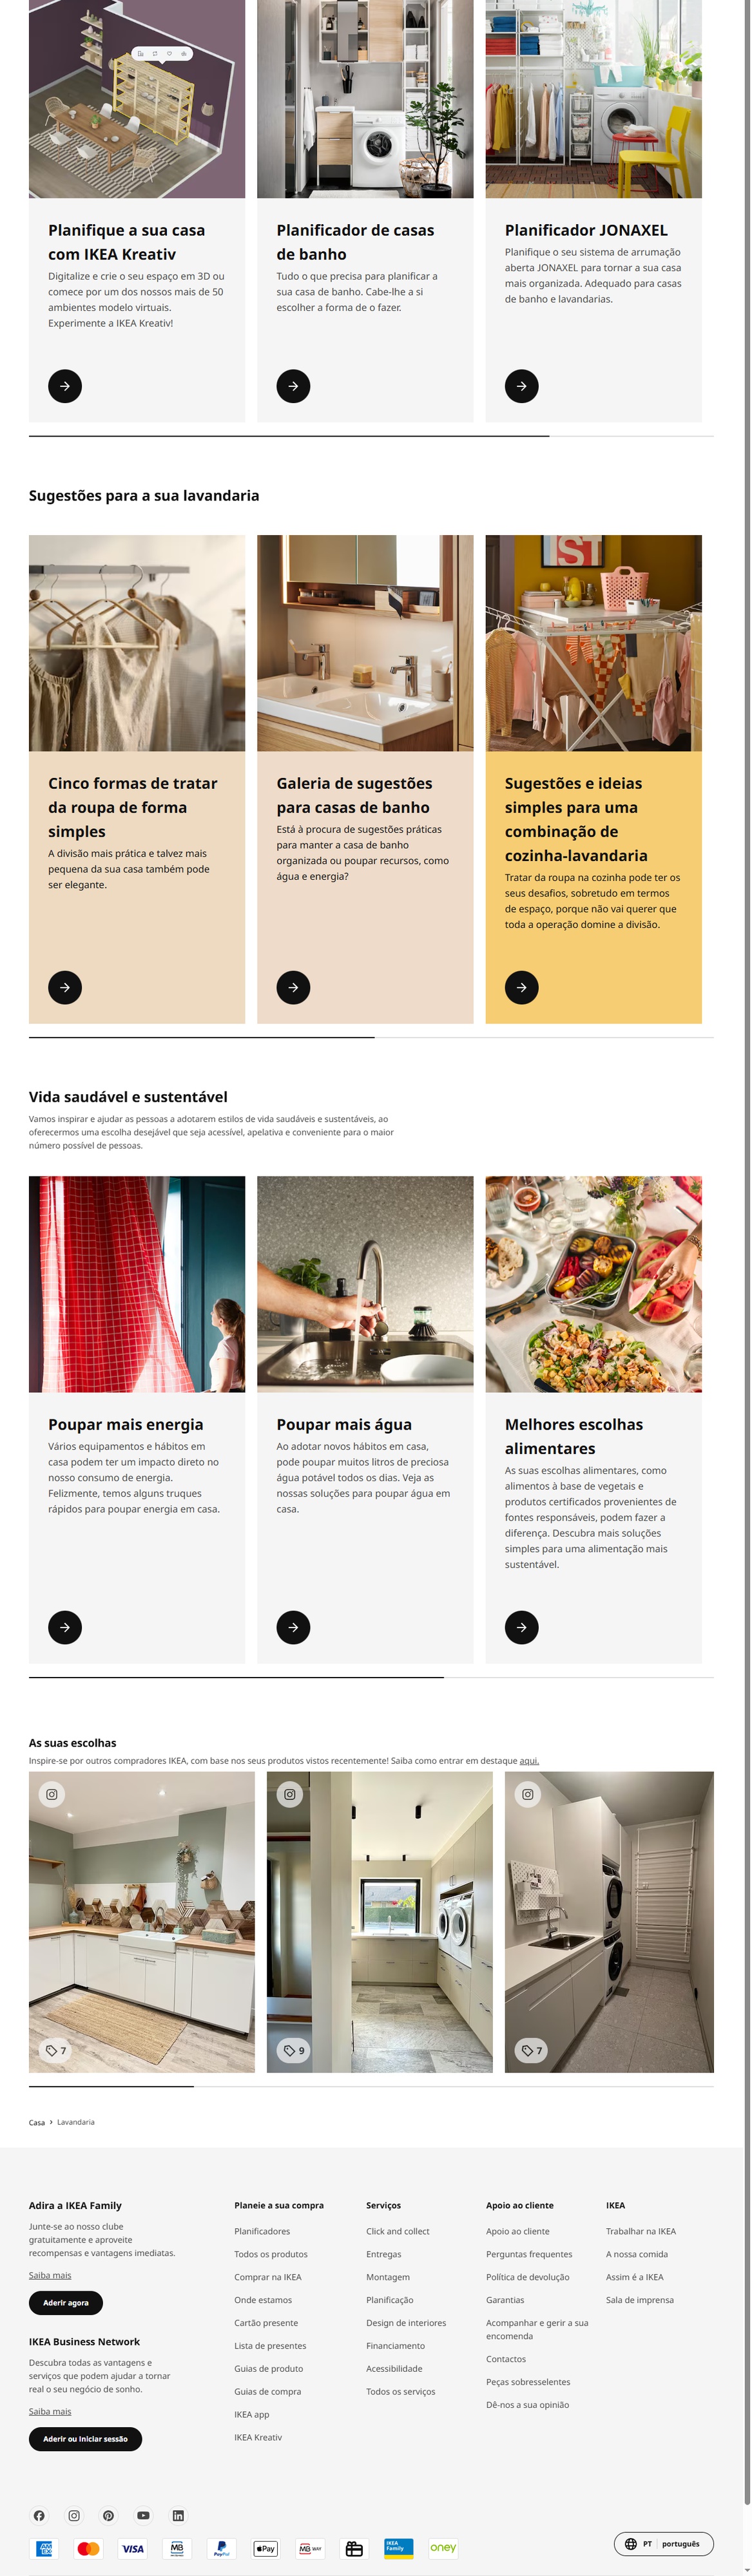 Planifique a sua casa
com IKEA Kreativ
Digitalize e crie o seu espaço em 3D ou
comece por um dos nossos mais de 50
ambientes modelo virtuais.
Experimente a IKEA Kreativ!
Planificador de casas
de banho
Tudo o que precisa para planificar a
sua casa de banho. Cabe-lhe a si
escolher a forma de o fazer.
Planificador JONAXEL
Planifique o seu sistema de arrumação
aberta JONAXEL para tornar a sua casa
mais organizada. Adequado para casas
de banho e lavandarias.
Sugestões para a sua lavandaria
Cinco formas de tratar
da roupa de forma
simples
A divisão mais prática e talvez mais
pequena da sua casa também pode
ser elegante.
Galeria de sugestões
para casas de banho
Está à procura de sugestões práticas
para manter a casa de banho
organizada ou poupar recursos, como
água e energia?
Sugestões e ideias
simples para uma
combinação de
cozinha-lavandaria
Tratar da roupa na cozinha pode ter os
seus desafios, sobretudo em termos
de espaço, porque não vai querer que
toda a operação domine a divisão.
Vida saudável e sustentável
Vamos inspirar e ajudar as pessoas a adotarem estilos de vida saudáveis e sustentáveis, ao
oferecermos uma escolha desejável que seja acessível, apelativa e conveniente para o maior
número possível de pessoas.
Poupar mais energia
Vários equipamentos e hábitos em
casa podem ter um impacto direto no
nosso consumo de energia.
Felizmente, temos alguns truques
rápidos para poupar energia em casa.
Poupar mais água
Ao adotar novos hábitos em casa,
pode poupar muitos litros de preciosa
água potável todos os dias. Veja as
nossas soluções para poupar água em
casa.
Melhores escolhas
alimentares
As suas escolhas alimentares, como
alimentos à base de vegetais e
produtos certificados provenientes de
fontes responsáveis, podem fazer a
diferença. Descubra mais soluções
simples para uma alimentação mais
sustentável.
As suas escolhas
Inspire-se por outros compradores IKEA, com base nos seus produtos vistos recentemente! Saiba como entrar em destaque aqui.
7
9
7
Casa › Lavandaria
Adira a IKEA Family
Junte-se ao nosso clube
gratuitamente e aproveite
recompensas e vantagens imediatas.
Saiba mais
Aderir agora
IKEA Business Network
Descubra todas as vantagens e
serviços que podem ajudar a tornar
real o seu negócio de sonho.
Saiba mais
Aderir ou Iniciar sessão
Planeie a sua compra
Planificadores
Todos os produtos
Comprar na IKEA
Onde estamos
Cartão presente
Lista de presentes
Guias de produto
Guias de compra
IKEA app
IKEA Kreativ
Serviços
Click and collect
Entregas
Montagem
Planificação
Design de interiores
Financiamento
Acessibilidade
Todos os serviços
Apoio ao cliente
Apoio ao cliente
Perguntas frequentes
Política de devolução
Garantias
Acompanhar e gerir a sua
encomenda
Contactos
Peças sobresselentes
Dê-nos a sua opinião
IKEA
Trabalhar na IKEA
A nossa comida
Assim é a IKEA
Sala de imprensa
AMEX
VISA
MB
PayPal
Pay
MB WAY
IKEA Family
oney
PT português